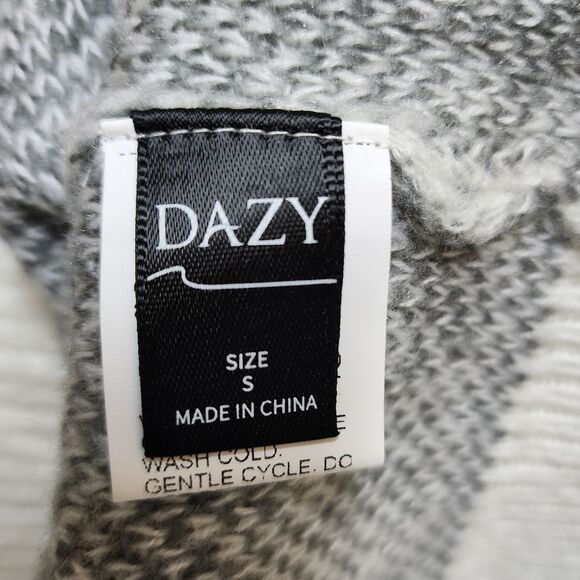 DAZY
SIZE
S
MADE IN CHINA
WASH COLD.
GENTLE CYCLE. DO